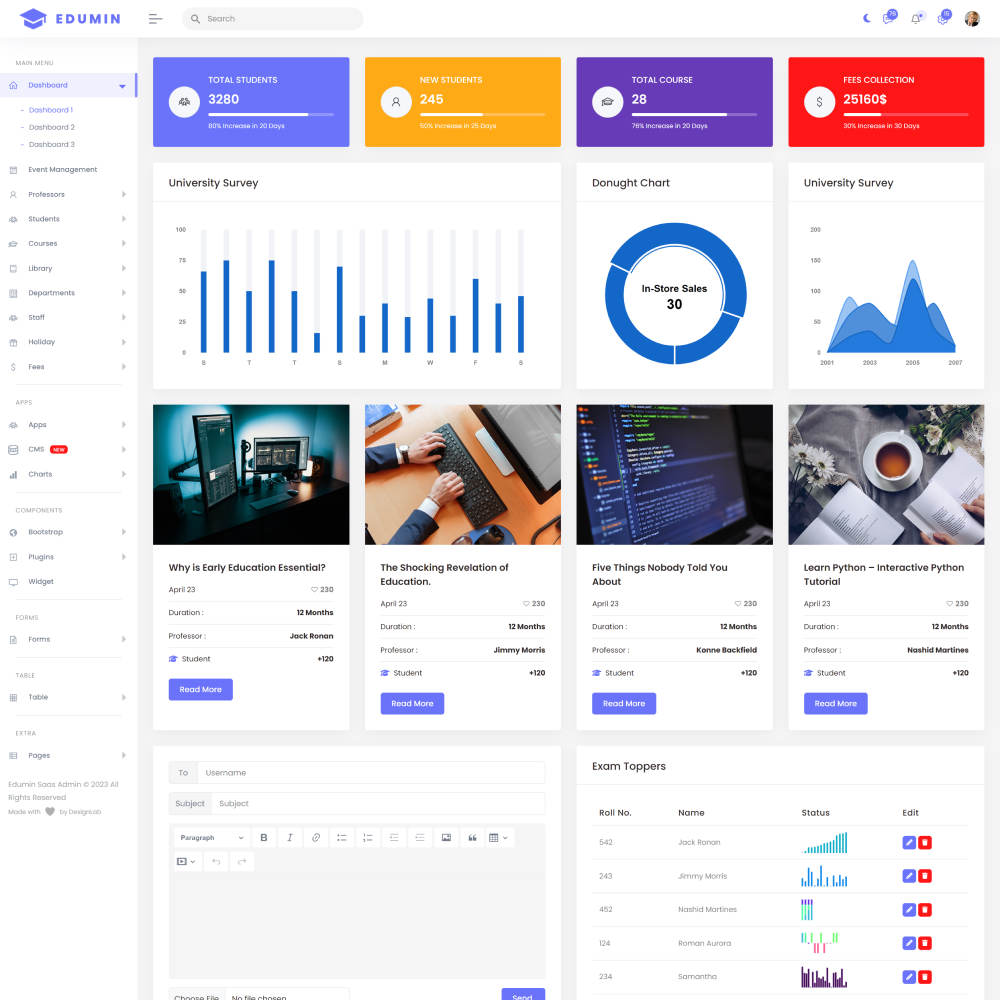 EDUMIN
Search
76
15
MAIN MENU
Dashboard
- Dashboard 1
- Dashboard 2
- Dashboard 3
Event Management
Professors
Students
Courses
Library
Departments
Staff
Holiday
Fees
APPS
Apps
CMS NEW
Charts
COMPONENTS
Bootstrap
Plugins
Widget
FORMS
Forms
TABLE
Table
EXTRA
Pages
Edumin Saas Admin © 2023 All
Rights Reserved
Made with by DexignLab
TOTAL STUDENTS
3280
80% Increase in 20 Days
NEW STUDENTS
245
50% Increase in 25 Days
TOTAL COURSE
28
76% Increase in 20 Days
FEES COLLECTION
25160$
30% Increase in 30 Days
University Survey
100
75
50
25
0
S T T S M W F S
Donught Chart
In-Store Sales
30
University Survey
200
150
100
50
0
2001 2003 2005 2007
Why is Early Education Essential?
April 23 230
Duration : 12 Months
Professor : Jack Ronan
Student +120
Read More
The Shocking Revelation of
Education.
April 23 230
Duration : 12 Months
Professor : Jimmy Morris
Student +120
Read More
Five Things Nobody Told You
About
April 23 230
Duration : 12 Months
Professor : Konne Backfield
Student +120
Read More
Learn Python – Interactive Python
Tutorial
April 23 230
Duration : 12 Months
Professor : Nashid Martines
Student +120
Read More
To Username
Subject Subject
Paragraph
Choose File No file chosen
Send
Exam Toppers
Roll No. Name Status Edit
542 Jack Ronan
243 Jimmy Morris
452 Nashid Martines
124 Roman Aurora
234 Samantha